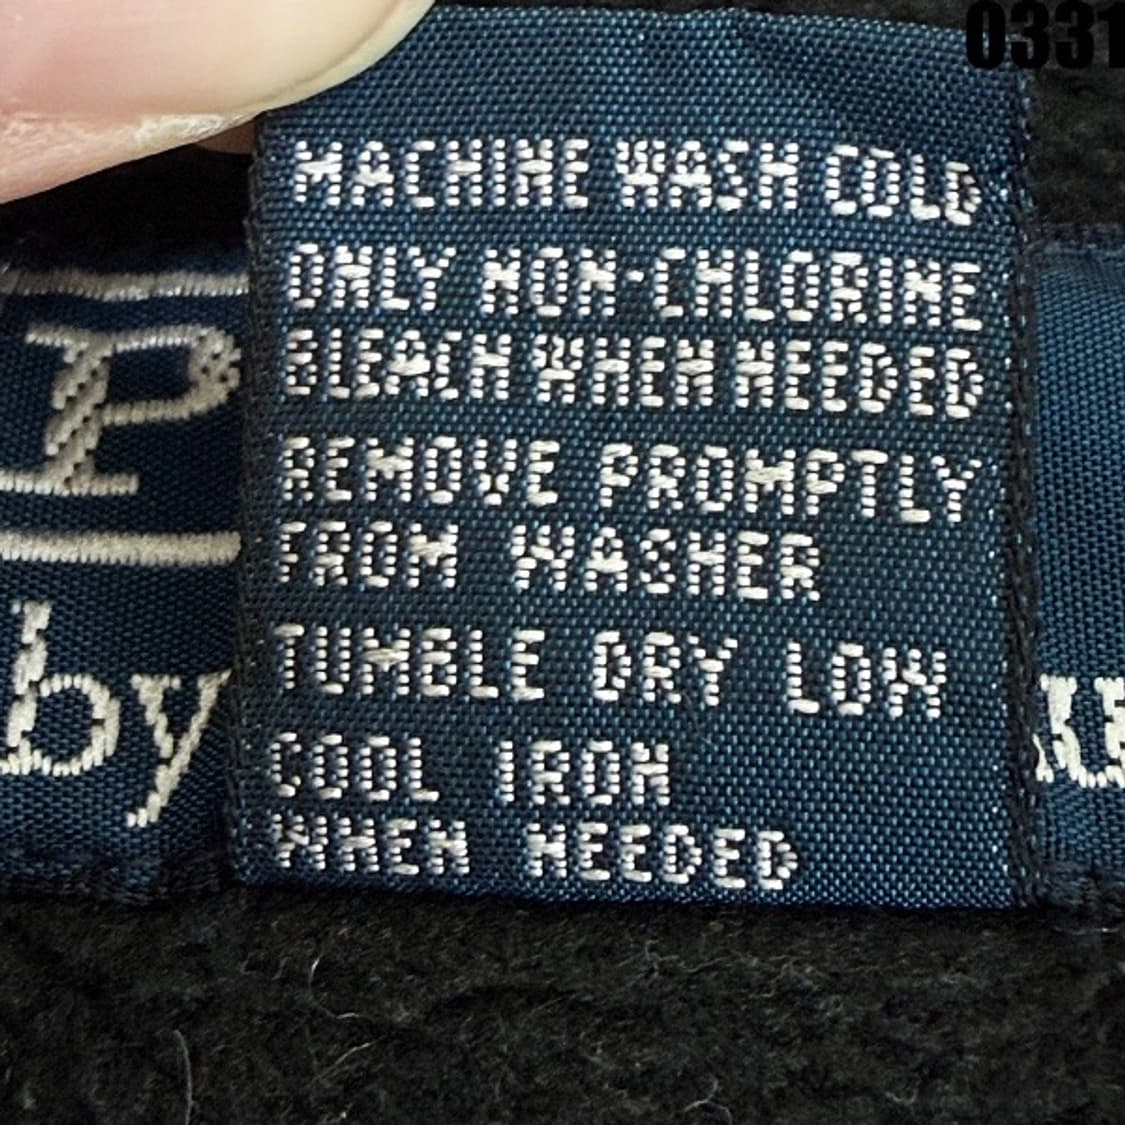 0331
MACHINE WASH COLD
ONLY NON-CHLORINE
BLEACH WHEN NEEDED
REMOVE PROMPTLY
FROM WASHER
TUMBLE DRY LOW
COOL IRON
WHEN NEEDED
P
by